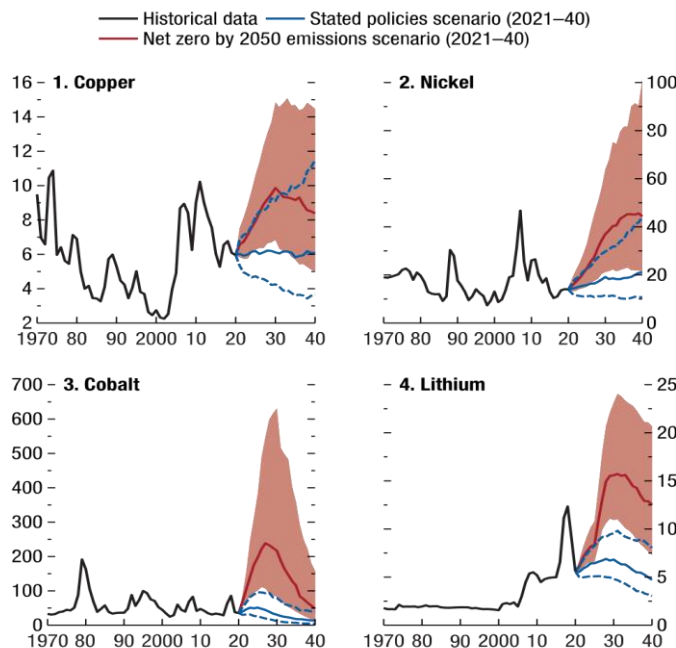 Historical data Stated policies scenario (2021–40)
Net zero by 2050 emissions scenario (2021–40)
1. Copper
16
14
12
10
8
6
4
2
1970 80 90 2000 10 20 30 40
2. Nickel
100
80
60
40
20
0
1970 80 90 2000 10 20 30 40
3. Cobalt
700
600
500
400
300
200
100
0
1970 80 90 2000 10 20 30 40
4. Lithium
25
20
15
10
5
0
1970 80 90 2000 10 20 30 40